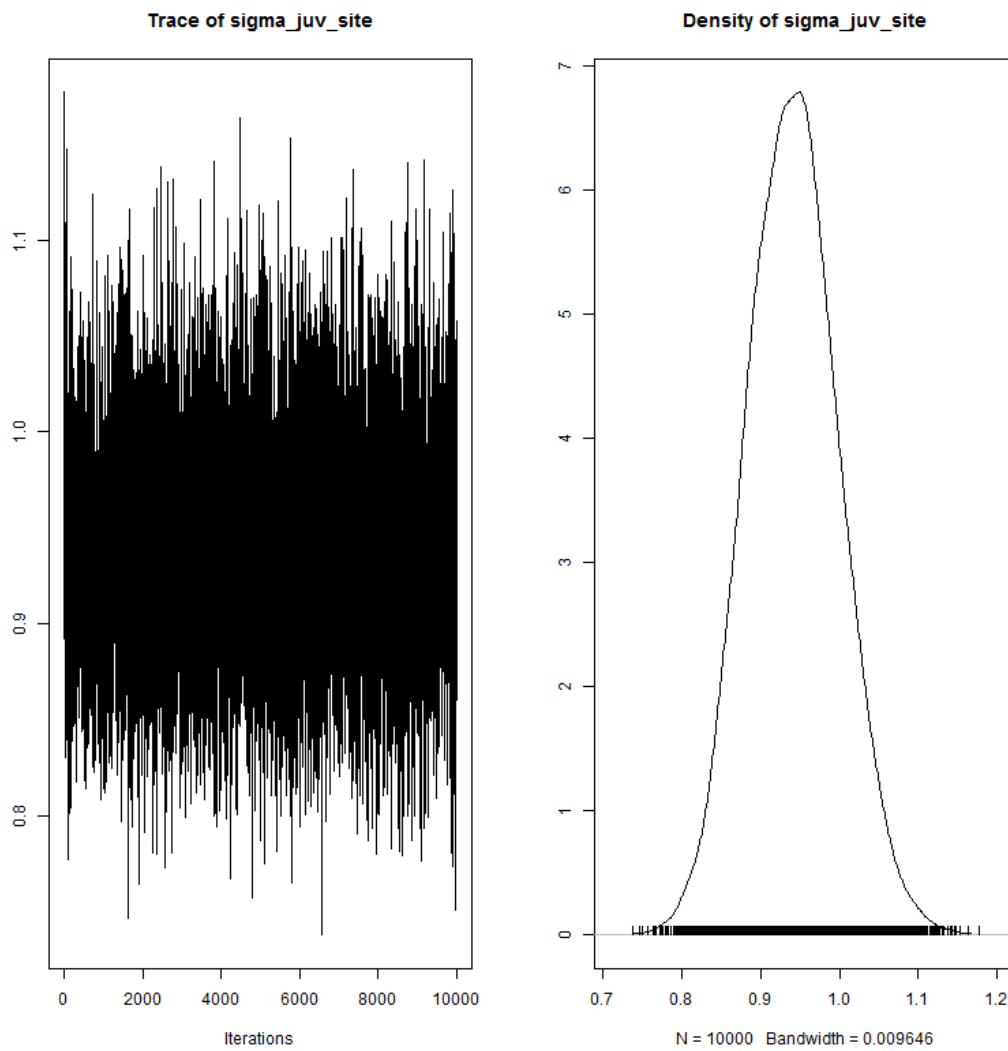 Trace of sigma_juv_site
1.1
1.0
0.9
0.8
0 2000 4000 6000 8000 10000
Iterations
Density of sigma_juv_site
7
6
5
4
3
2
1
0
0.7 0.8 0.9 1.0 1.1 1.2
N = 10000 Bandwidth = 0.009646